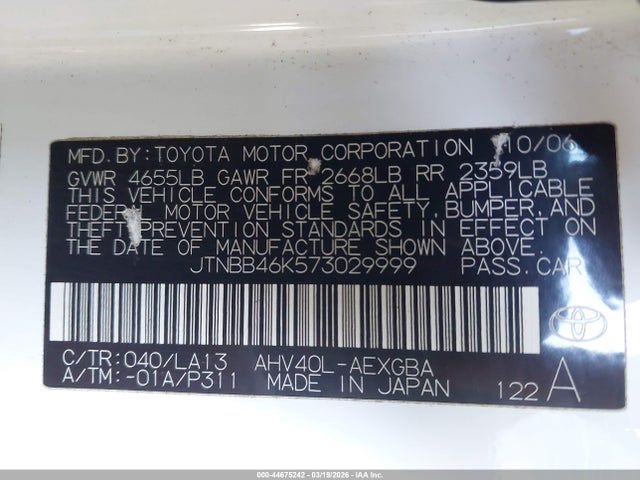 MFD. BY: TOYOTA MOTOR CORPORATION 10/06
GVWR 4655LB GAWR FR 2668LB RR 2359LB
THIS VEHICLE CONFORMS TO ALL APPLICABLE
FEDERAL MOTOR VEHICLE SAFETY, BUMPER, AND
THEFT PREVENTION STANDARDS IN EFFECT ON
THE DATE OF MANUFACTURE SHOWN ABOVE.
JTNBB46K573029999 PASS. CAR
C/TR: 040/LA13 AHV40L-AEXGBA
A/TM: -01A/P311 MADE IN JAPAN 122 A
000-44675242 - 03/19/2026 - IAAI.COM